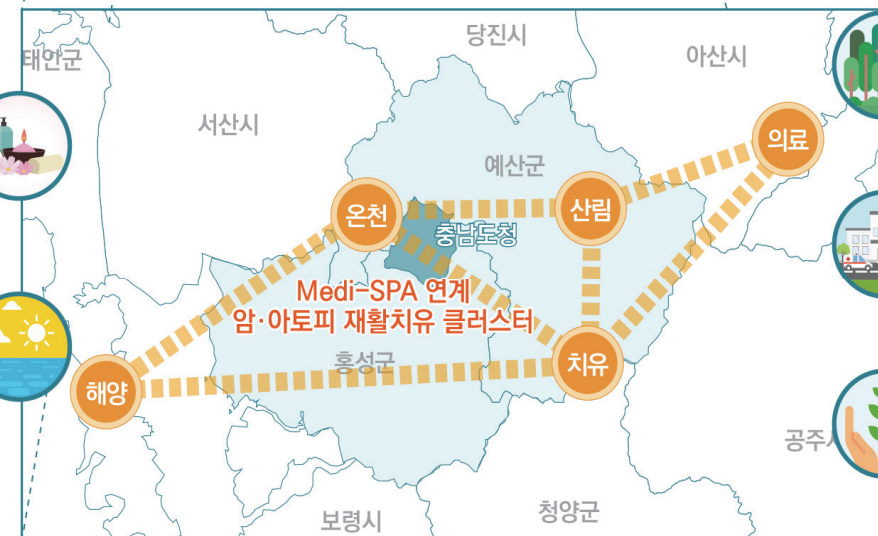 당진시
태안군
아산시
서산시
의료
예산군
온천
산림
충남도청
Medi-SPA 연계
암·아토피 재활치유 클러스터
홍성군
치유
해양
공주시
보령시
청양군